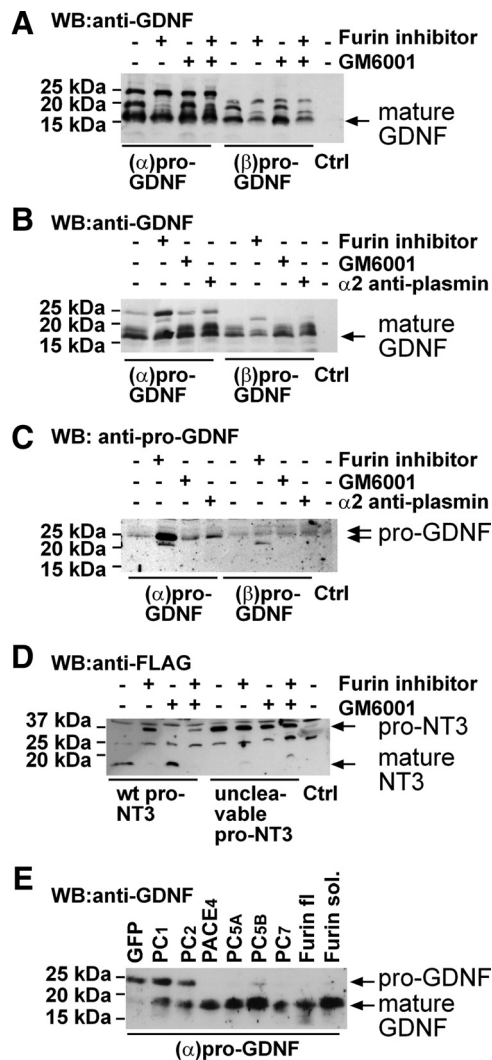 A WB:anti-GDNF
- + - + - + - + - Furin inhibitor
- - + + - - + + - GM6001
25 kDa
20 kDa
15 kDa
mature
GDNF
(α)pro-
GDNF
(β)pro-
GDNF
Ctrl
B WB:anti-GDNF
- + - - - + - - - Furin inhibitor
- - + - - - + - - GM6001
- - - + - - - + - α2 anti-plasmin
25 kDa
20 kDa
15 kDa
mature
GDNF
(α)pro-
GDNF
(β)pro-
GDNF
Ctrl
C WB: anti-pro-GDNF
- + - - - + - - - Furin inhibitor
- - + - - - + - - GM6001
- - - + - - - + - α2 anti-plasmin
25 kDa
20 kDa
15 kDa
pro-GDNF
(α)pro-
GDNF
(β)pro-
GDNF
Ctrl
D WB:anti-FLAG
- + - + - + - + - Furin inhibitor
- - + + - - + + - GM6001
37 kDa
25 kDa
20 kDa
pro-NT3
mature
NT3
wt pro-
NT3
unclea-
vable
pro-NT3
Ctrl
E WB:anti-GDNF
GFP
PC1
PC2
PACE4
PC5A
PC5B
PC7
Furin fl
Furin sol.
25 kDa
20 kDa
15 kDa
pro-GDNF
mature
GDNF
(α)pro-GDNF